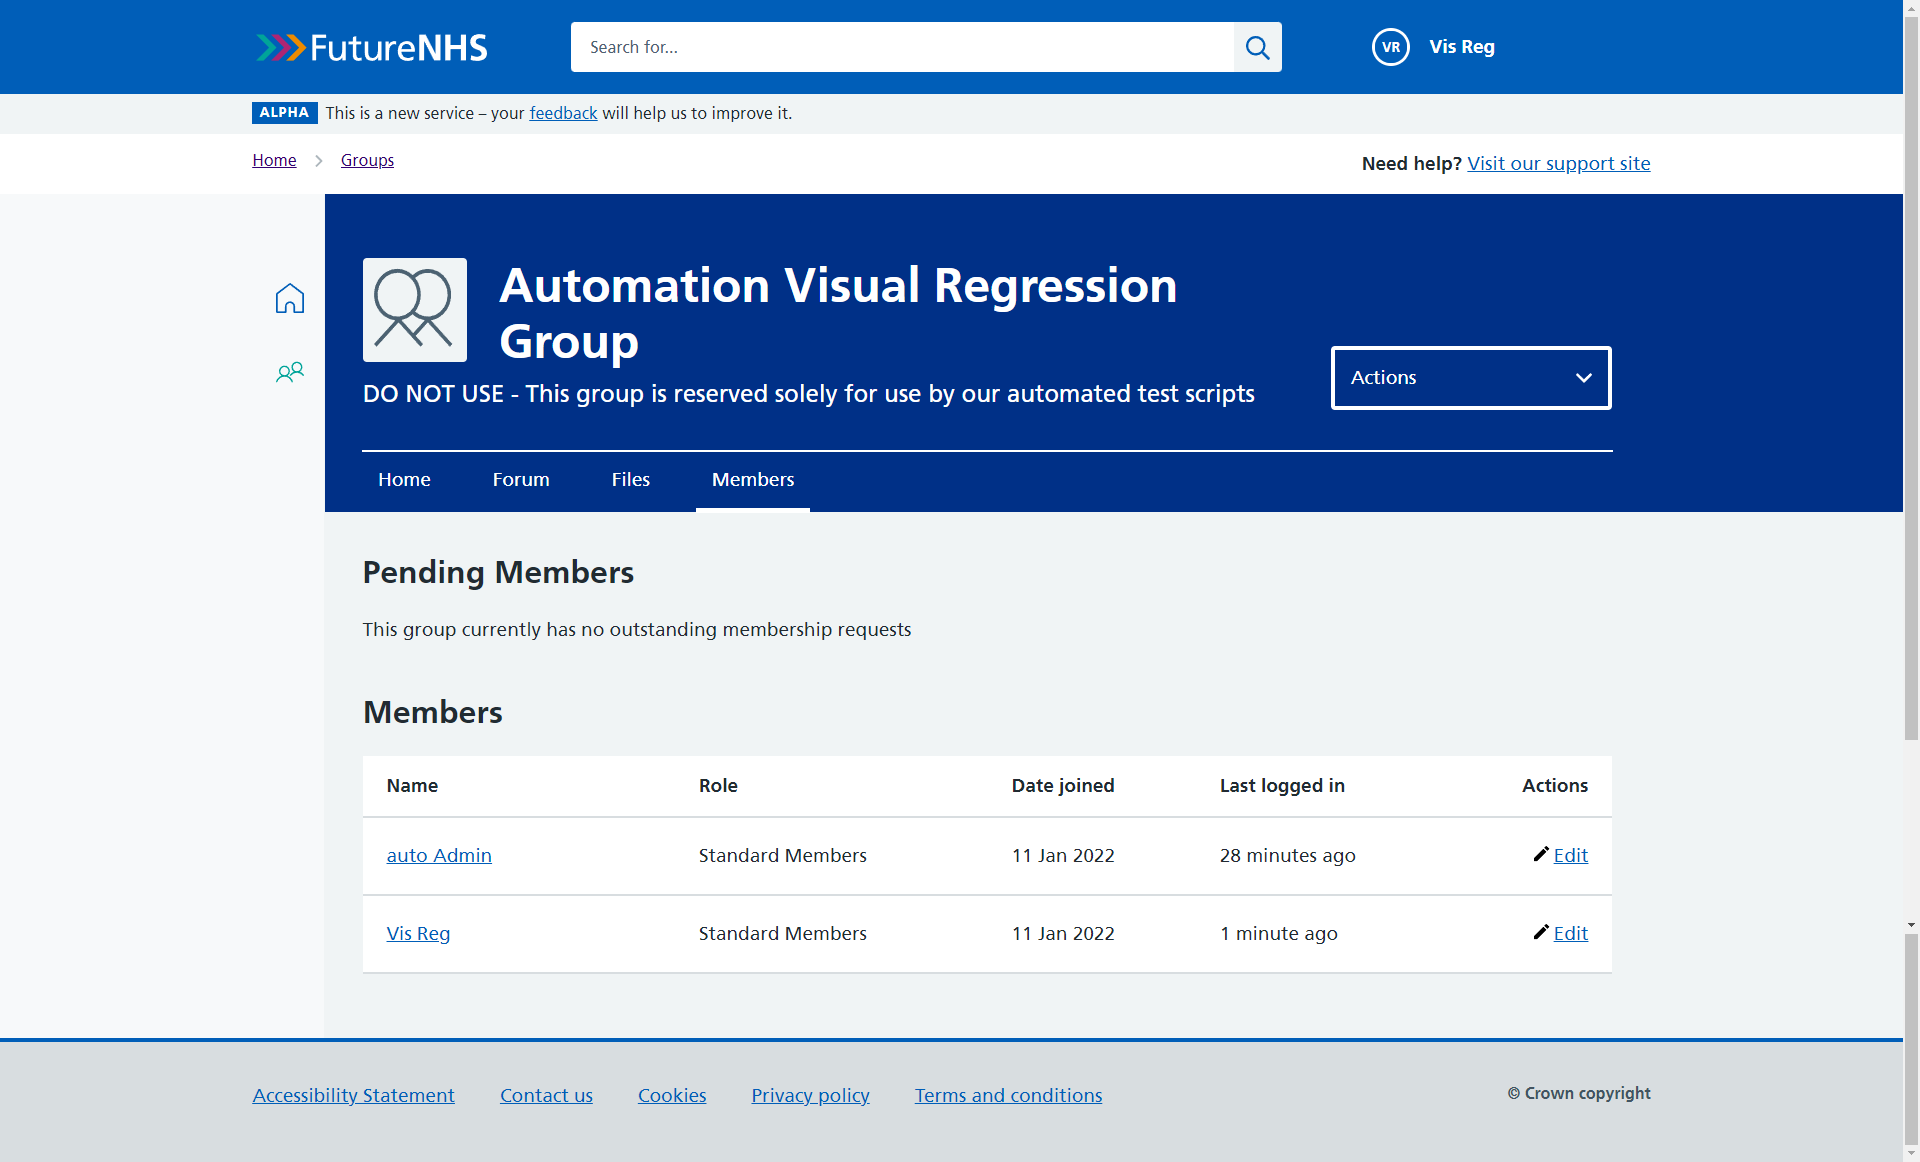 FutureNHS
Search for...
VR Vis Reg
ALPHA This is a new service – your feedback will help us to improve it.
Home Groups
Need help? Visit our support site
Automation Visual Regression
Group
DO NOT USE - This group is reserved solely for use by our automated test scripts
Actions
Home Forum Files Members
Pending Members
This group currently has no outstanding membership requests
Members
Name Role Date joined Last logged in Actions
auto Admin Standard Members 11 Jan 2022 28 minutes ago Edit
Vis Reg Standard Members 11 Jan 2022 1 minute ago Edit
Accessibility Statement Contact us Cookies Privacy policy Terms and conditions © Crown copyright